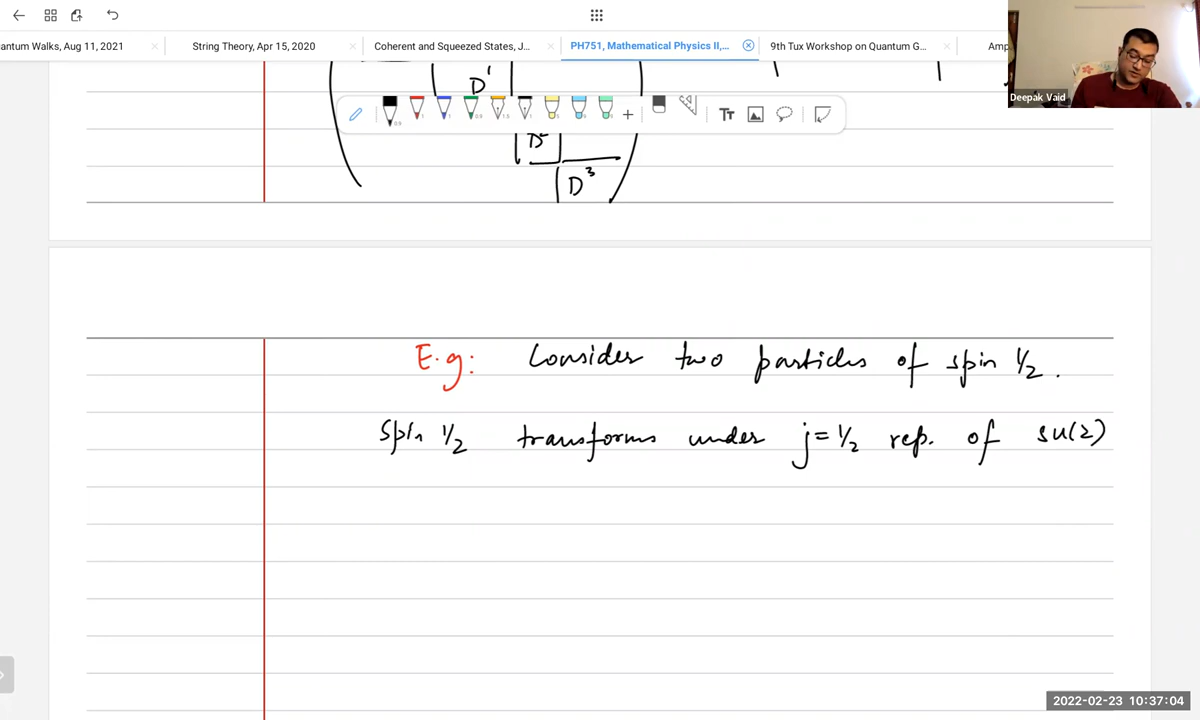 antum Walks, Aug 11, 2021
String Theory, Apr 15, 2020
Coherent and Squeezed States, J...
PH751, Mathematical Physics II,...
9th Tux Workshop on Quantum G...
Amp
Deepak Vaid
D¹
Tт
D³
E.g: Consider two particles of spin ½.
Spin ½ transforms under j=½ rep. of su(2)
2022-02-23 10:37:04